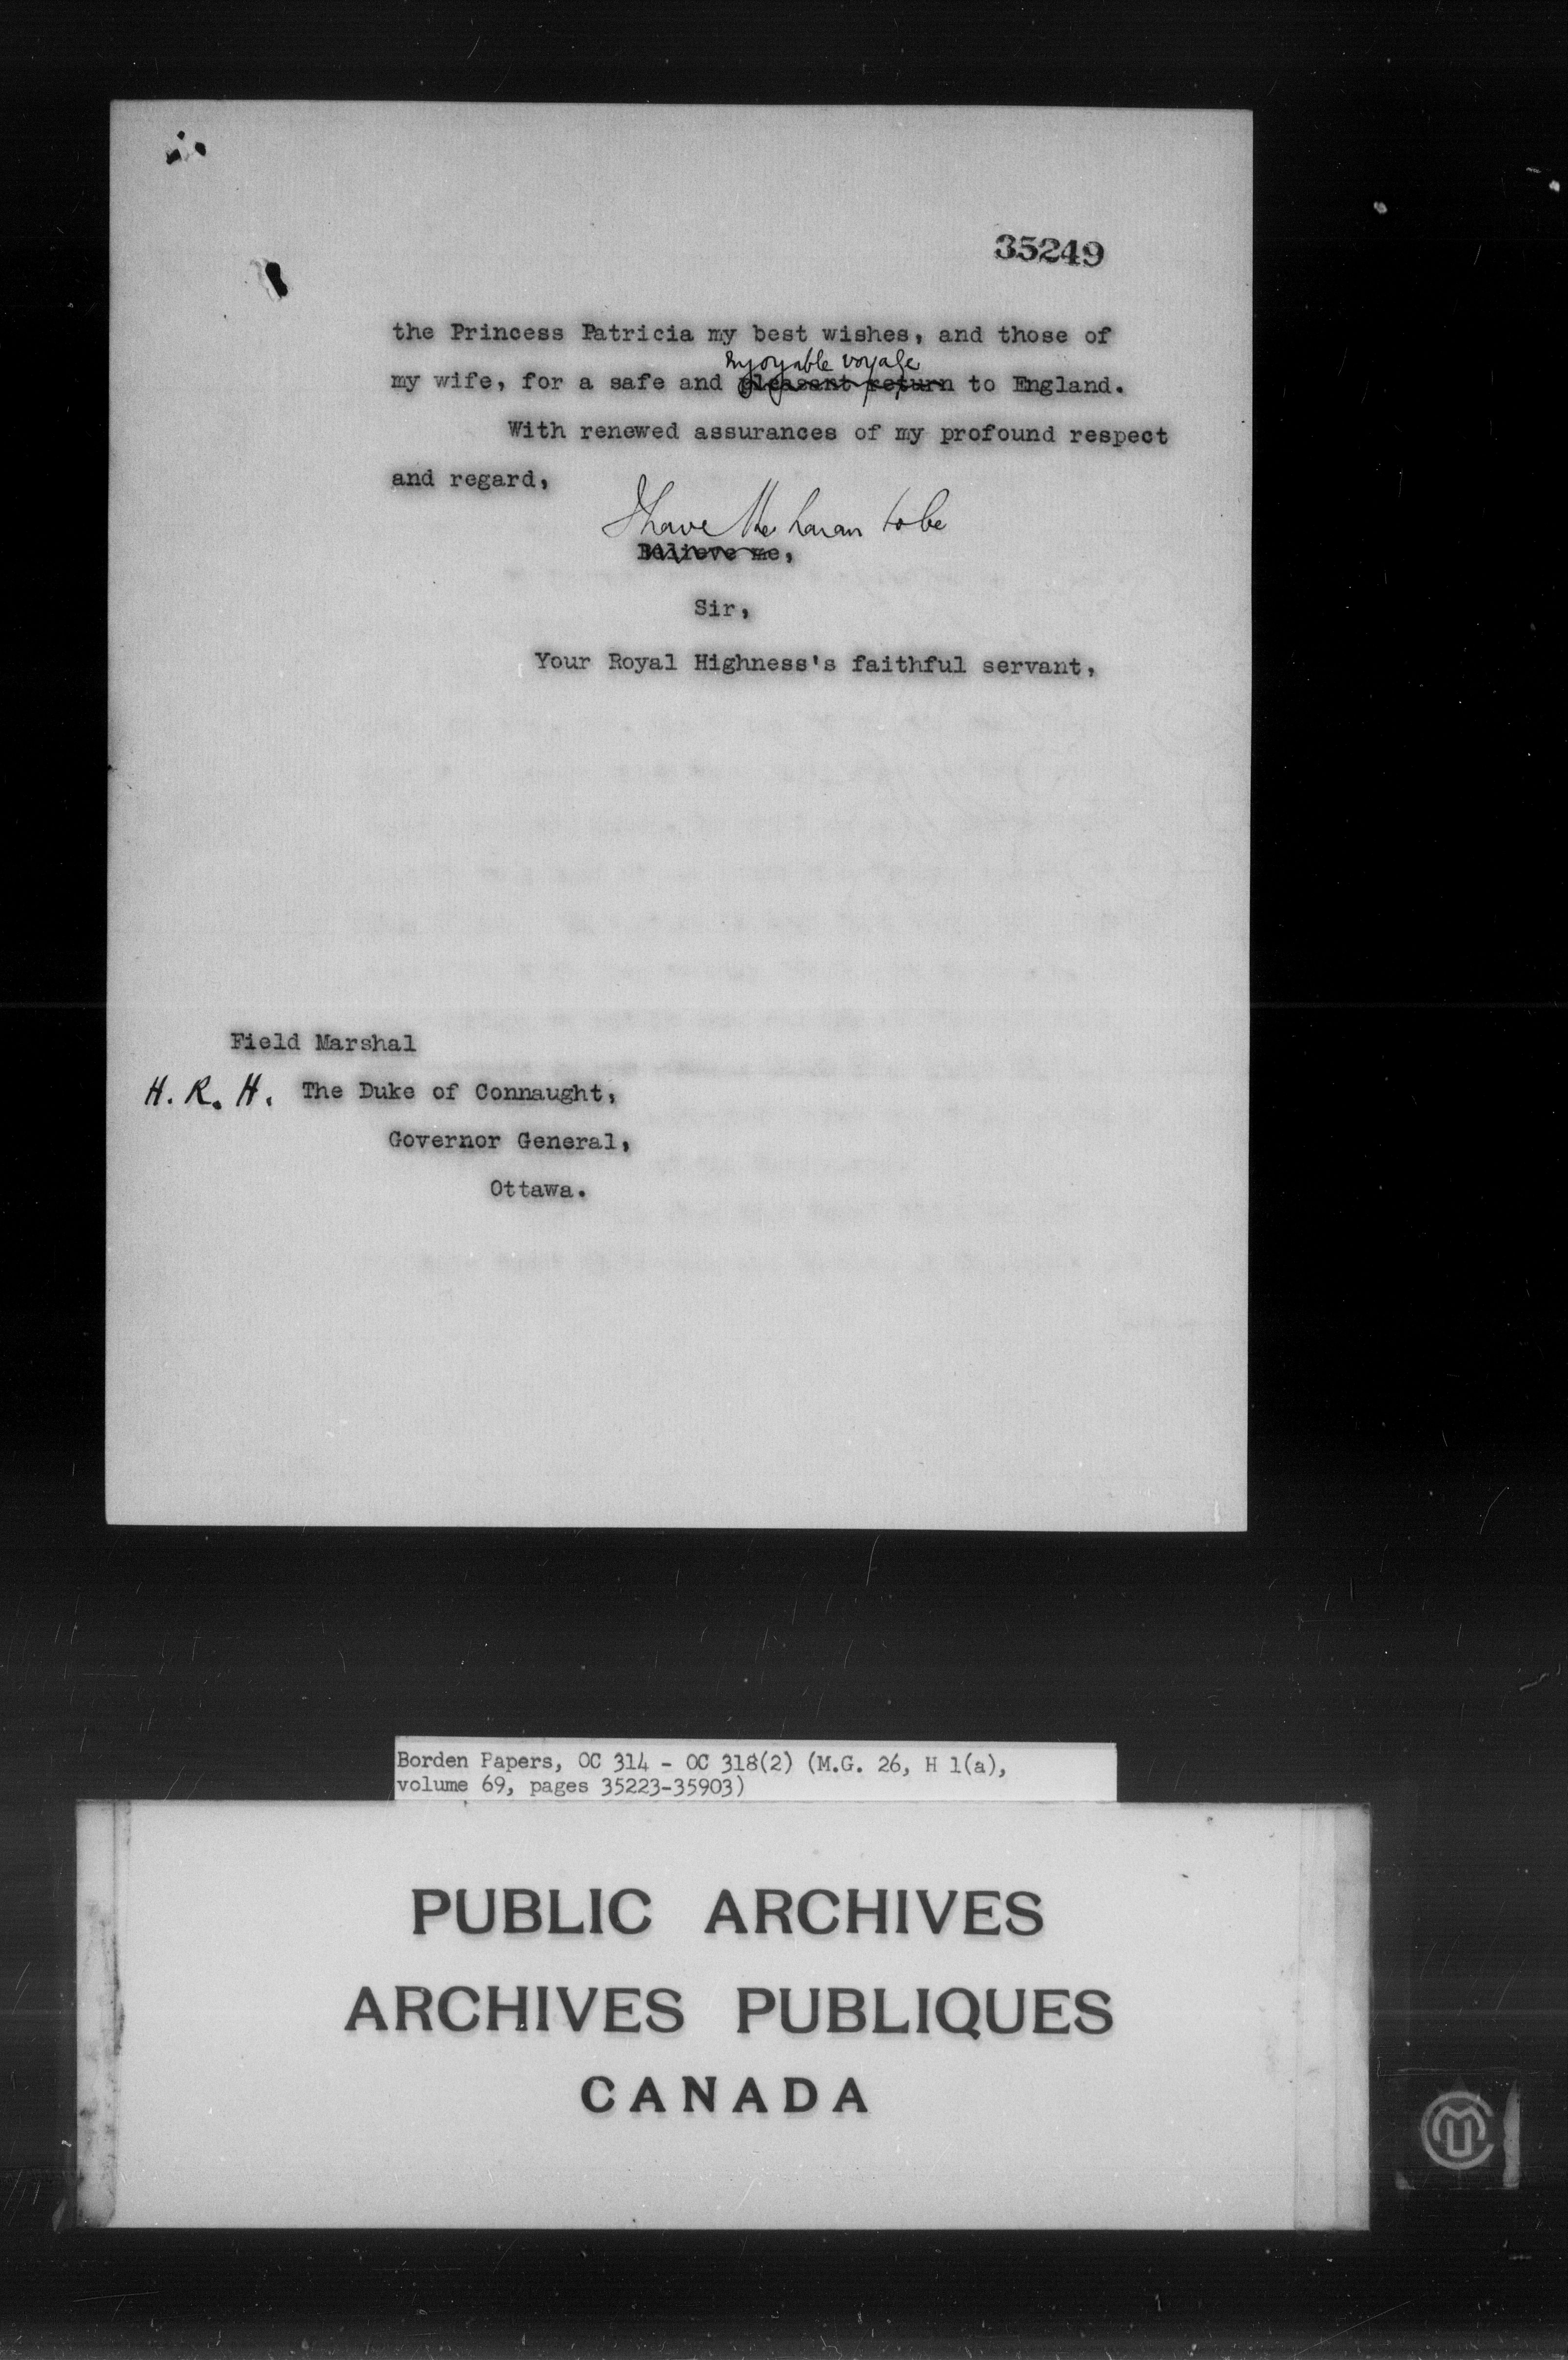 35249
the Princess Patricia my best wishes, and those of
enjoyable voyage
my wife, for a safe and pleasant return to England.
With renewed assurances of my profound respect
and regard,
I have the honour to be
Believe me,
Sir,
Your Royal Highness's faithful servant,
Field Marshal
H. R. H. The Duke of Connaught,
Governor General,
Ottawa.
Borden Papers, OC 314 - OC 318(2) (M.G. 26, H 1(a),
volume 69, pages 35223-35903)
PUBLIC ARCHIVES
ARCHIVES PUBLIQUES
CANADA